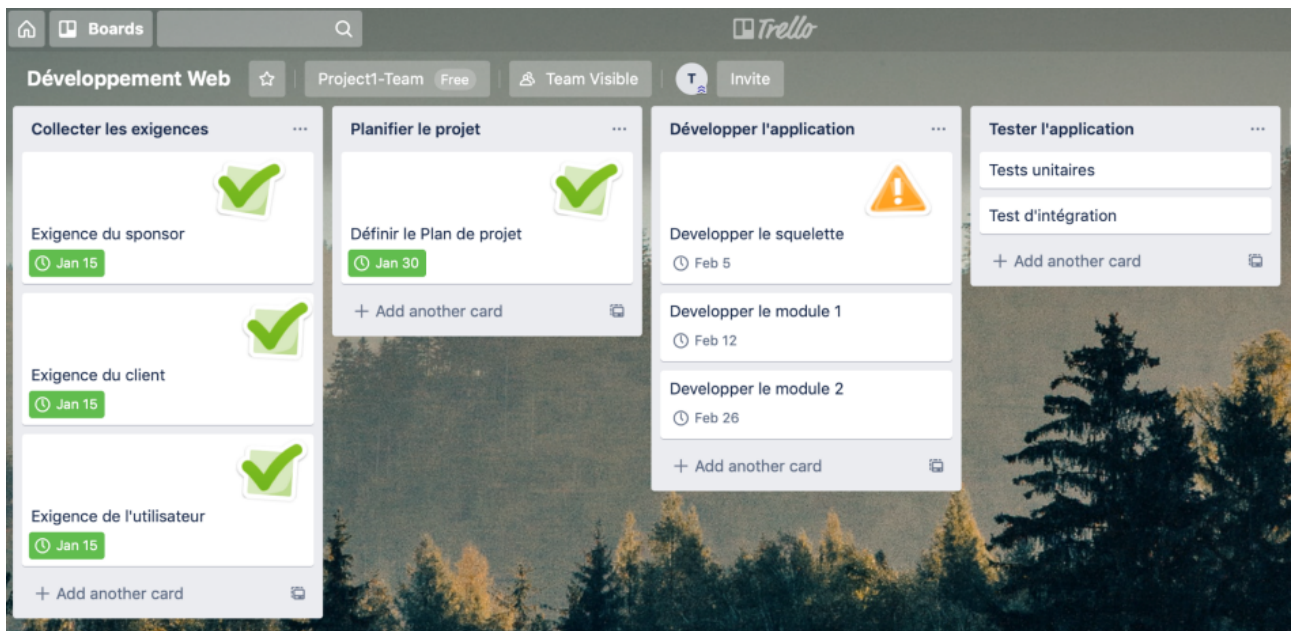 Boards
Trello
Développement Web
Project1-Team Free
Team Visible
T
Invite
Collecter les exigences
Exigence du sponsor
Jan 15
Exigence du client
Jan 15
Exigence de l'utilisateur
Jan 15
+ Add another card
Planifier le projet
Définir le Plan de projet
Jan 30
+ Add another card
Développer l'application
Developper le squelette
Feb 5
Developper le module 1
Feb 12
Developper le module 2
Feb 26
+ Add another card
Tester l'application
Tests unitaires
Test d'intégration
+ Add another card